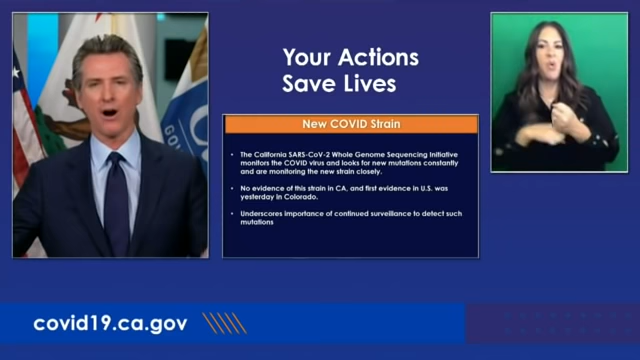 Your Actions
Save Lives
New COVID Strain
• The California SARS-CoV-2 Whole Genome Sequencing Initiative
monitors the COVID virus and looks for new mutations constantly
and are monitoring the new strain closely.
• No evidence of this strain in CA, and first evidence in U.S. was
yesterday in Colorado.
• Underscores importance of continued surveillance to detect such
mutations
covid19.ca.gov